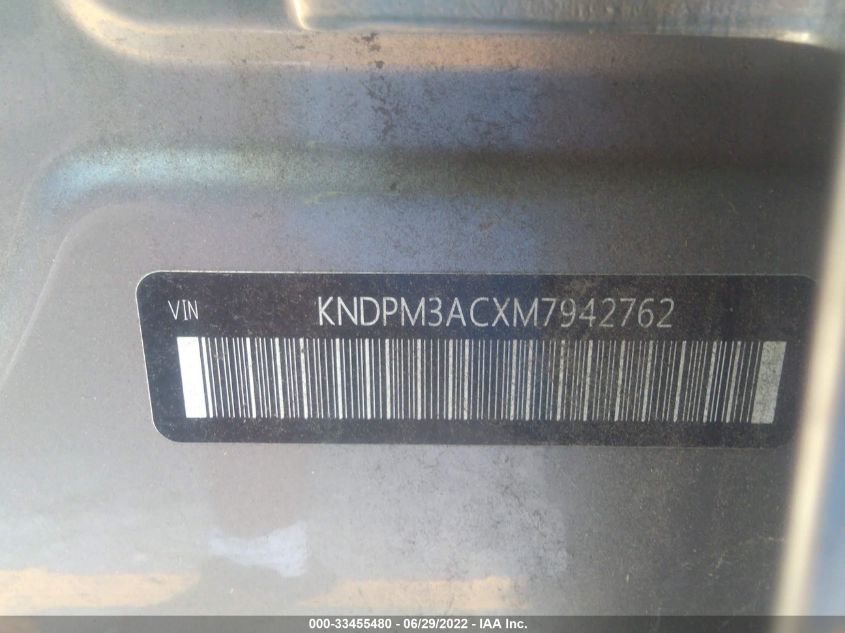 VIN KNDPM3ACXM7942762
000-33455480 - 06/29/2022 - IAA Inc.